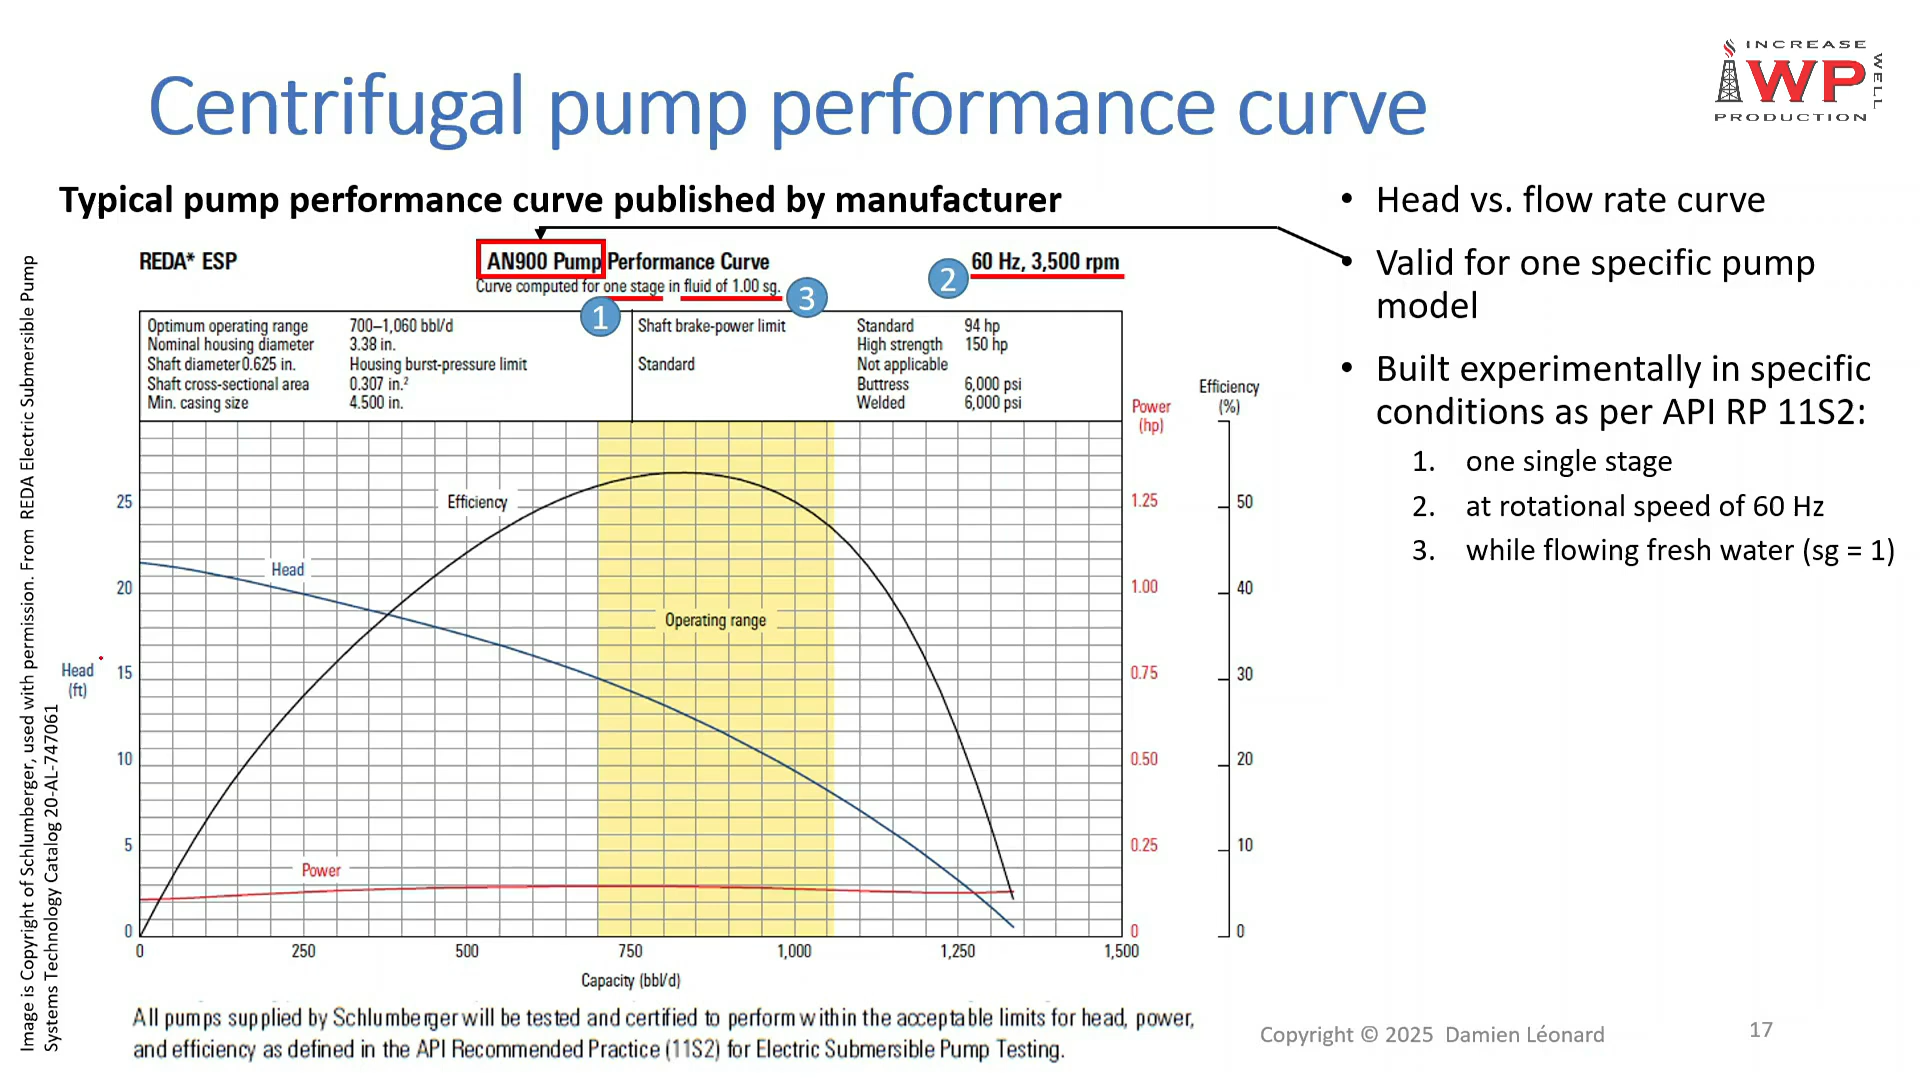 Centrifugal pump performance curve
INCREASE
WELL
WP
PRODUCTION
Typical pump performance curve published by manufacturer
REDA* ESP
AN900 Pump Performance Curve
60 Hz, 3,500 rpm
Curve computed for one stage in fluid of 1.00 sg.
1
2
3
Optimum operating range 700–1,060 bbl/d Shaft brake-power limit Standard 94 hp
Nominal housing diameter 3.38 in. High strength 150 hp
Shaft diameter 0.625 in. Housing burst-pressure limit Standard Not applicable
Shaft cross-sectional area 0.307 in.² Buttress 6,000 psi
Min. casing size 4.500 in. Welded 6,000 psi
Power
(hp)
Efficiency
(%)
Head
(ft)
25
20
15
10
5
0
Efficiency
Head
Operating range
Power
1.25
1.00
0.75
0.50
0.25
0
50
40
30
20
10
0
0 250 500 750 1,000 1,250 1,500
Capacity (bbl/d)
All pumps supplied by Schlumberger will be tested and certified to perform within the acceptable limits for head, power,
and efficiency as defined in the API Recommended Practice (11S2) for Electric Submersible Pump Testing.
Image is Copyright of Schlumberger, used with permission. From REDA Electric Submersible Pump
Systems Technology Catalog 20-AL-747061
• Head vs. flow rate curve
• Valid for one specific pump
model
• Built experimentally in specific
conditions as per API RP 11S2:
1. one single stage
2. at rotational speed of 60 Hz
3. while flowing fresh water (sg = 1)
Copyright © 2025 Damien Léonard
17